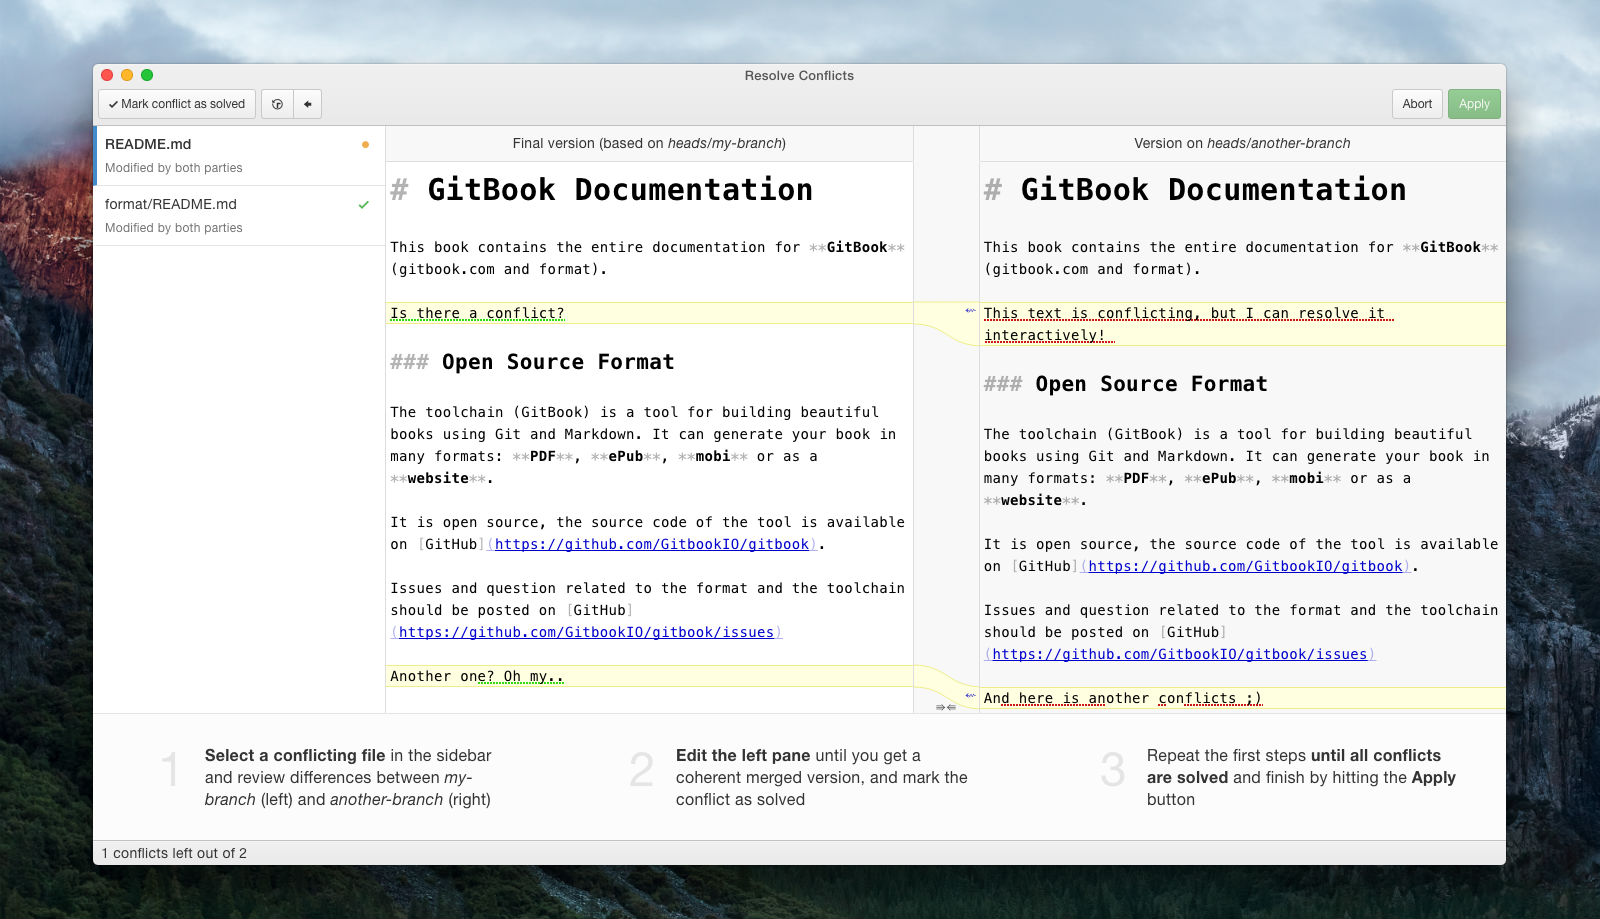 Resolve Conflicts
Mark conflict as solved
Abort
Apply
README.md
Modified by both parties
format/README.md
Modified by both parties
Final version (based on heads/my-branch)
# GitBook Documentation
This book contains the entire documentation for **GitBook**
(gitbook.com and format).
Is there a conflict?
### Open Source Format
The toolchain (GitBook) is a tool for building beautiful
books using Git and Markdown. It can generate your book in
many formats: **PDF**, **ePub**, **mobi** or as a
**website**.
It is open source, the source code of the tool is available
on [GitHub](https://github.com/GitbookIO/gitbook).
Issues and question related to the format and the toolchain
should be posted on [GitHub]
(https://github.com/GitbookIO/gitbook/issues)
Another one? Oh my..
Version on heads/another-branch
# GitBook Documentation
This book contains the entire documentation for **GitBook**
(gitbook.com and format).
This text is conflicting, but I can resolve it
interactively!
### Open Source Format
The toolchain (GitBook) is a tool for building beautiful
books using Git and Markdown. It can generate your book in
many formats: **PDF**, **ePub**, **mobi** or as a
**website**.
It is open source, the source code of the tool is available
on [GitHub](https://github.com/GitbookIO/gitbook).
Issues and question related to the format and the toolchain
should be posted on [GitHub]
(https://github.com/GitbookIO/gitbook/issues)
And here is another conflicts ;)
1
Select a conflicting file in the sidebar
and review differences between my-
branch (left) and another-branch (right)
2
Edit the left pane until you get a
coherent merged version, and mark the
conflict as solved
3
Repeat the first steps until all conflicts
are solved and finish by hitting the Apply
button
1 conflicts left out of 2